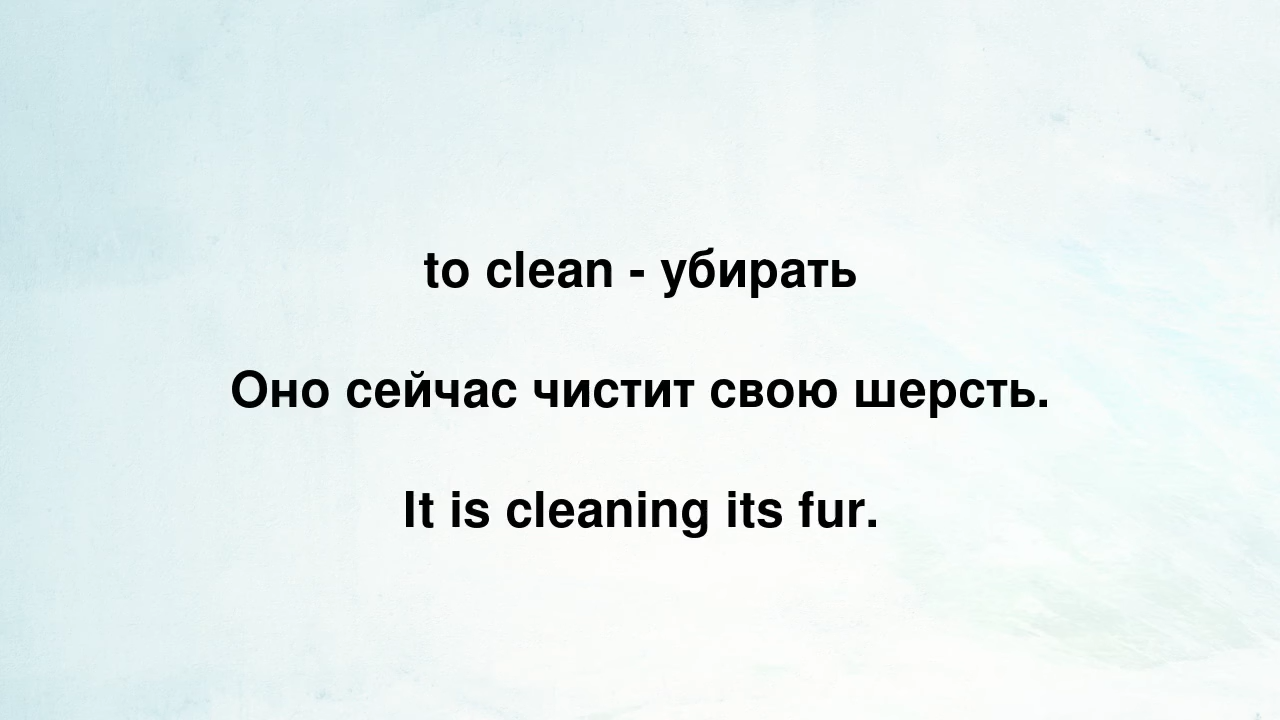 to clean - убирать
Оно сейчас чистит свою шерсть.
It is cleaning its fur.